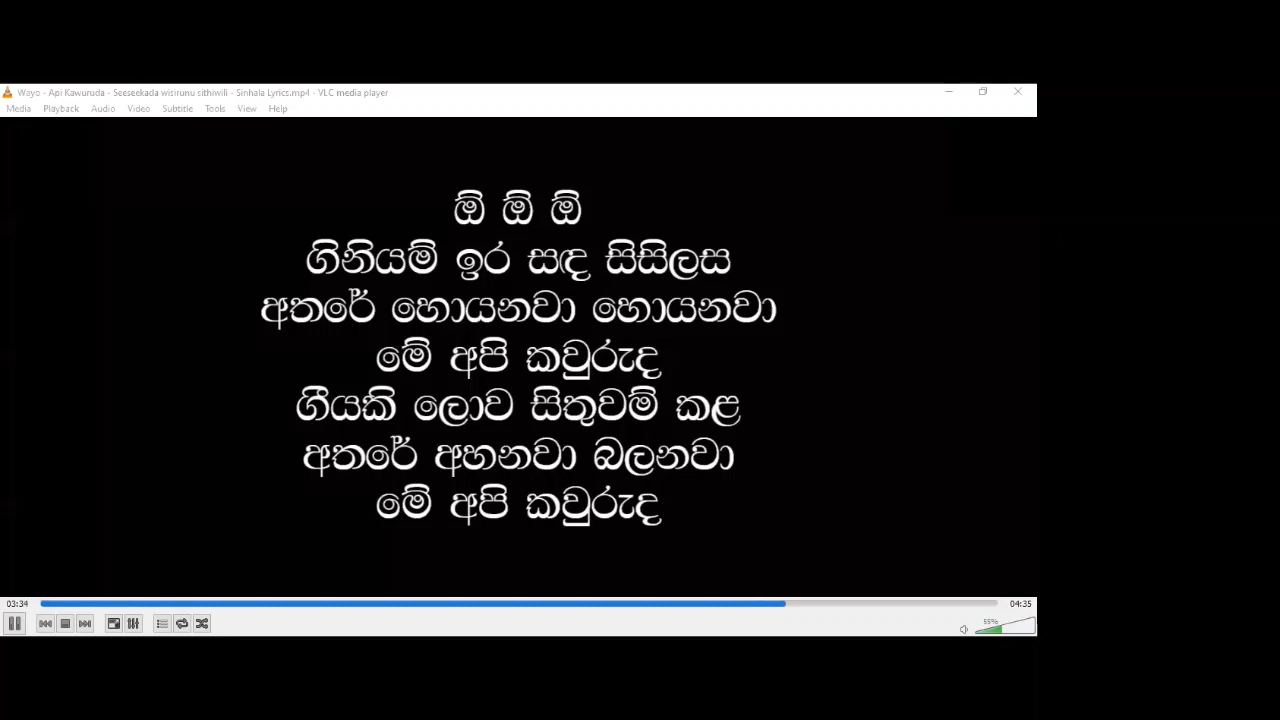 Wayo - Api Kawuruda - Seeseekada wisirunu sithiwili - Sinhala Lyrics.mp4 - VLC media player
Media Playback Audio Video Subtitle Tools View Help
ඕ ඕ ඕ
ගිනියම් ඉර සඳ සිසිලස
අතරේ හොයනවා හොයනවා
මේ අපි කවුරුද
ගීයකි ලොව සිතුවම් කළ
අතරේ අහනවා බලනවා
මේ අපි කවුරුද
03:34 04:35
55%